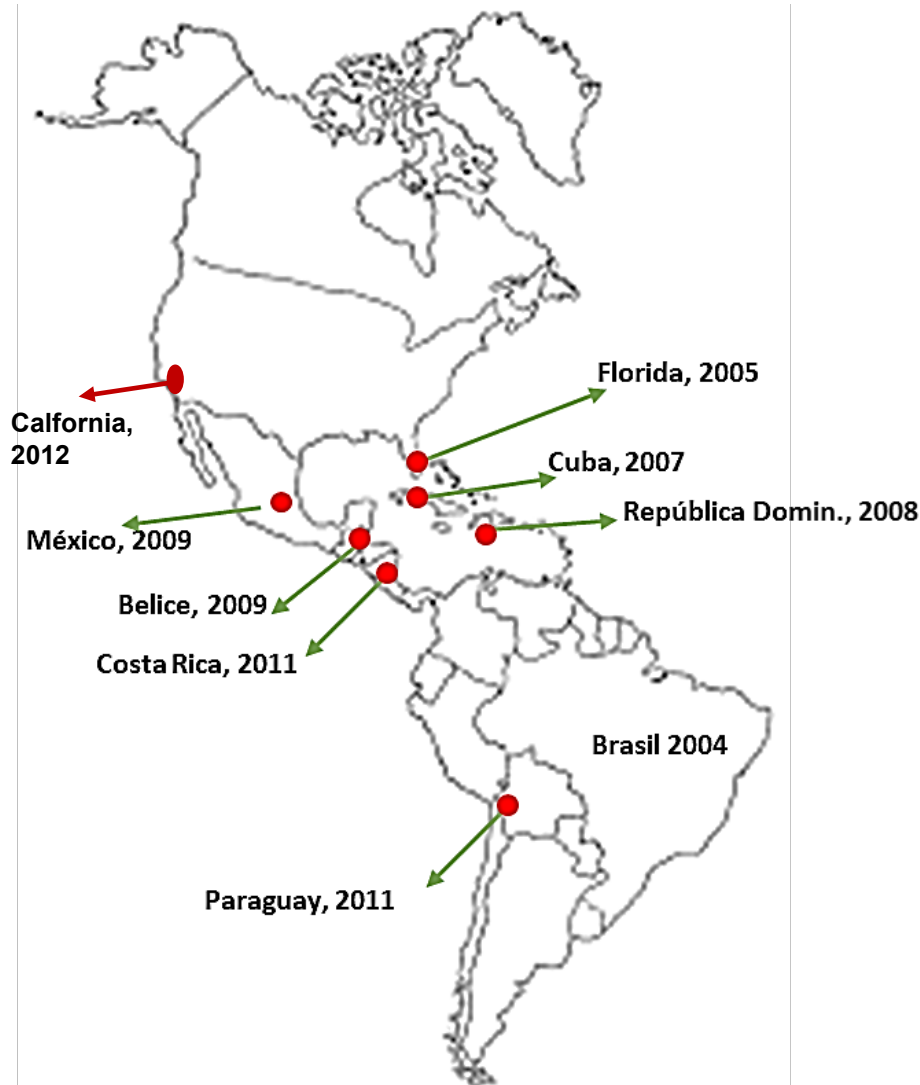 Florida, 2005
Calfornia,
2012
Cuba, 2007
República Domin., 2008
México, 2009
Belice, 2009
Costa Rica, 2011
Brasil 2004
Paraguay, 2011